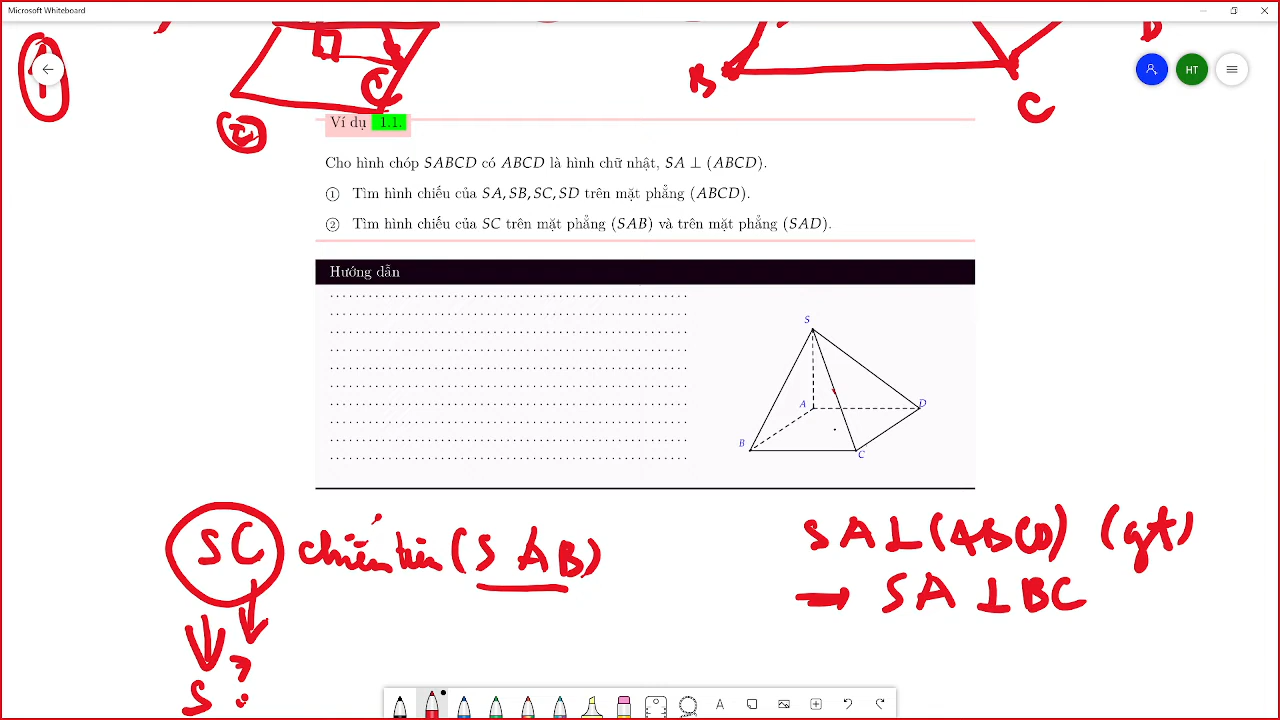 Microsoft Whiteboard
HT
B
C
C
Ví dụ 1.1.
Cho hình chóp SABCD có ABCD là hình chữ nhật, SA ⊥ (ABCD).
① Tìm hình chiếu của SA, SB, SC, SD trên mặt phẳng (ABCD).
② Tìm hình chiếu của SC trên mặt phẳng (SAB) và trên mặt phẳng (SAD).
Hướng dẫn
S
A
D
B
C
SC chiếu lên (SAB)
S ?
SA ⊥ (ABCD) (gt)
→ SA ⊥ BC
A